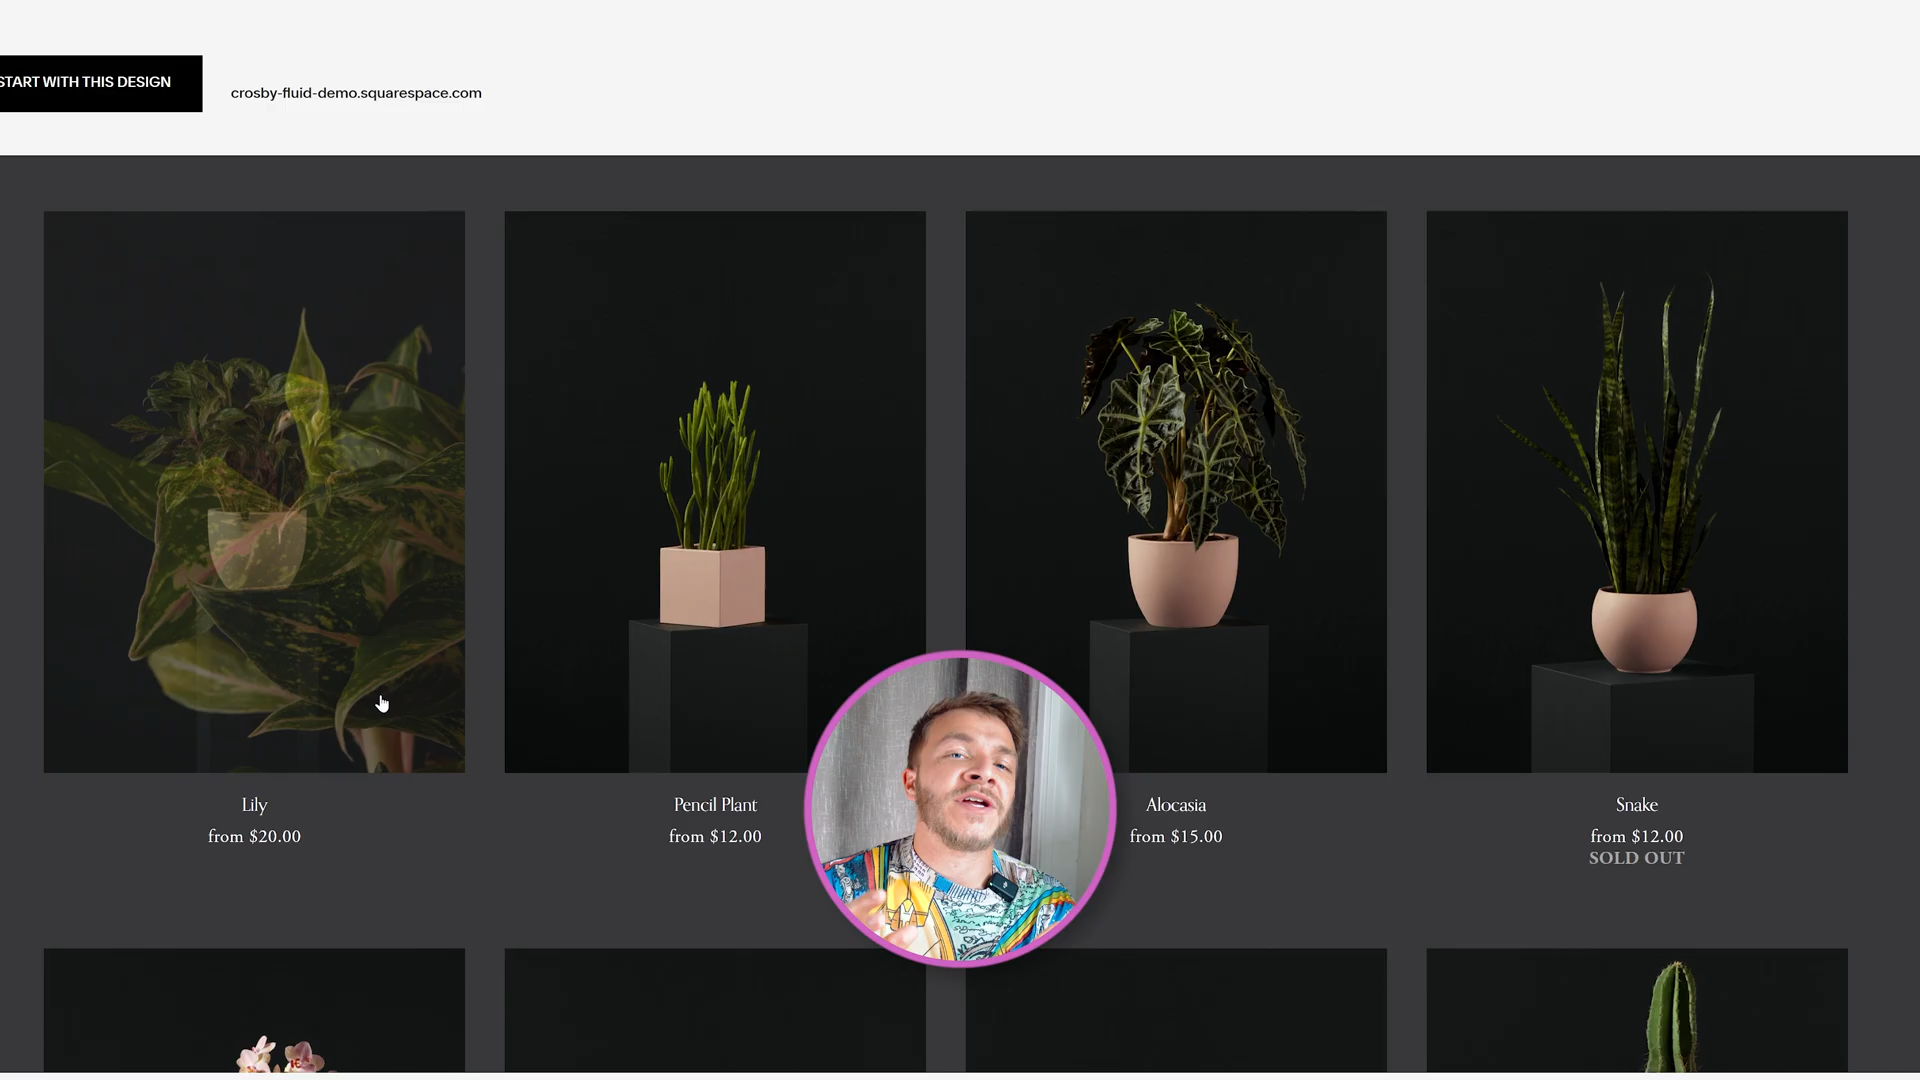 START WITH THIS DESIGN
crosby-fluid-demo.squarespace.com
Lily
from $20.00
Pencil Plant
from $12.00
Alocasia
from $15.00
Snake
from $12.00
SOLD OUT